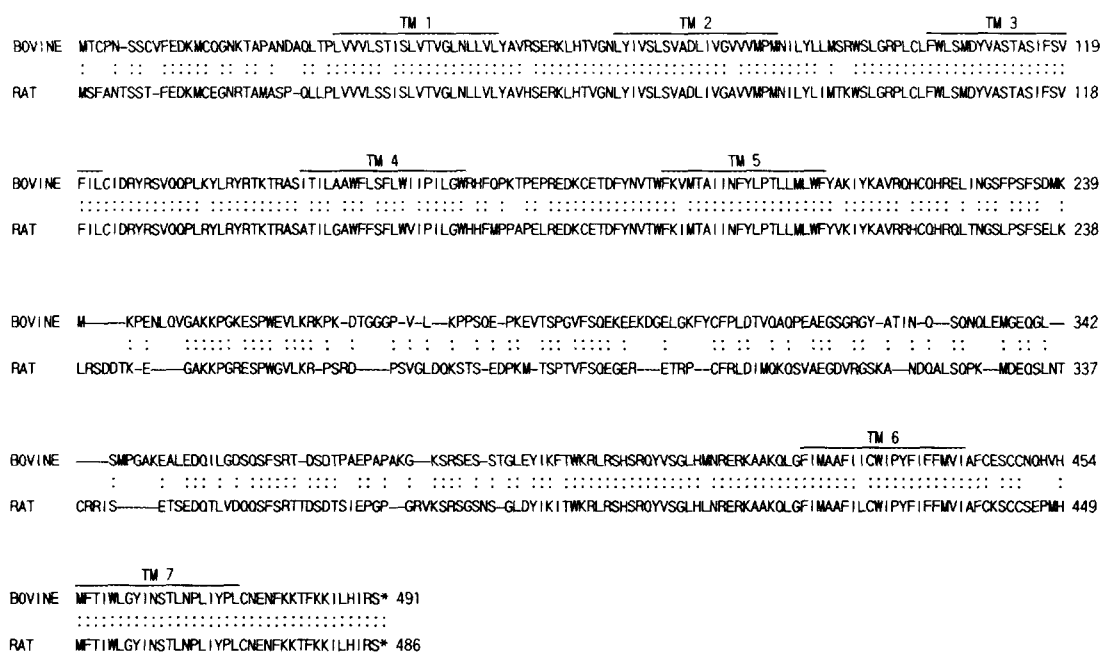 TM 1 TM 2 TM 3
BOVINE MTCPN-SSCVFEDKMCQGNKTAPANDAQLTPLVVVLSTISLVTVGLNLLVLYAVRSERKLHTVGNLYIVSLSVADLIVGVVVMPMNILYLLMSRWSLGRPLCLFWLSMDYVASTASIFSV 119
RAT MSFANTSST-FEDKMCEGNRTAMASP-QLLPLVVVLSSISLVTVGLNLLVLYAVHSERKLHTVGNLYIVSLSVADLIVGAVVMPMNILYLIMTKWSLGRPLCLFWLSMDYVASTASIFSV 118
TM 4 TM 5
BOVINE FILCIDRYRSVQQPLKYLRYRTKTRASITILAAWFLSFLWIIPILGWRHFQPKTPEPREDKCETDFYNVTWFKVMTAIINFYLPTLLMLWFYAKIYKAVRQHCQHRELINGSFPSFSDMK 239
RAT FILCIDRYRSVQQPLRYLRYRTKTRASATILGAWFFSFLWVIPILGWHHFMPPAPELREDKCETDFYNVTWFKIMTAIINFYLPTLLMLWFYVKIYKAVRRHCQHRQLTNGSLPSFSELK 238
BOVINE M----KPENLQVGAKKPGKESPWEVLKRKPK-DTGGGP-V-L--KPPSQE-PKEVTSPGVFSQEKEEKDGELGKFYCFPLDTVQAQPEAEGSGRGY-ATIN-Q--SQNQLEMGEQGL-- 342
RAT LRSDDTK-E----GAKKPGRESPWGVLKR-PSRD---PSVGLDQKSTS-EDPKM-TSPTVFSQEGER---ETRP--CFRLDIMQKQSVAEGDVRGSKA--NDQALSQPK---MDEQSLNT 337
BOVINE -----SMPGAKEALEDQILGDSQSFSRT-DSDTPAEPAPAKG--KSRSES-STGLEYIKFTWKRLRSHSRQYVSGLHMNRERKAAKQLGFIMAAFIICWIPYFIFFMVIAFCESCCNQHVH 454
RAT CRRIS-----ETSEDQTLVDQQSFSRTTDSDTSIEPGP--GRVKSRSGSNS-GLDYIKITWKRLRSHSRQYVSGLHLNRERKAAKQLGFIMAAFILCWIPYFIFFMVIAFCKSCCSEPMH 449
TM 6
TM 7
BOVINE MFTIWLGYINSTLNPLIYPLCNENFKKTFKKILHIRS* 491
RAT MFTIWLGYINSTLNPLIYPLCNENFKKTFKKILHIRS* 486